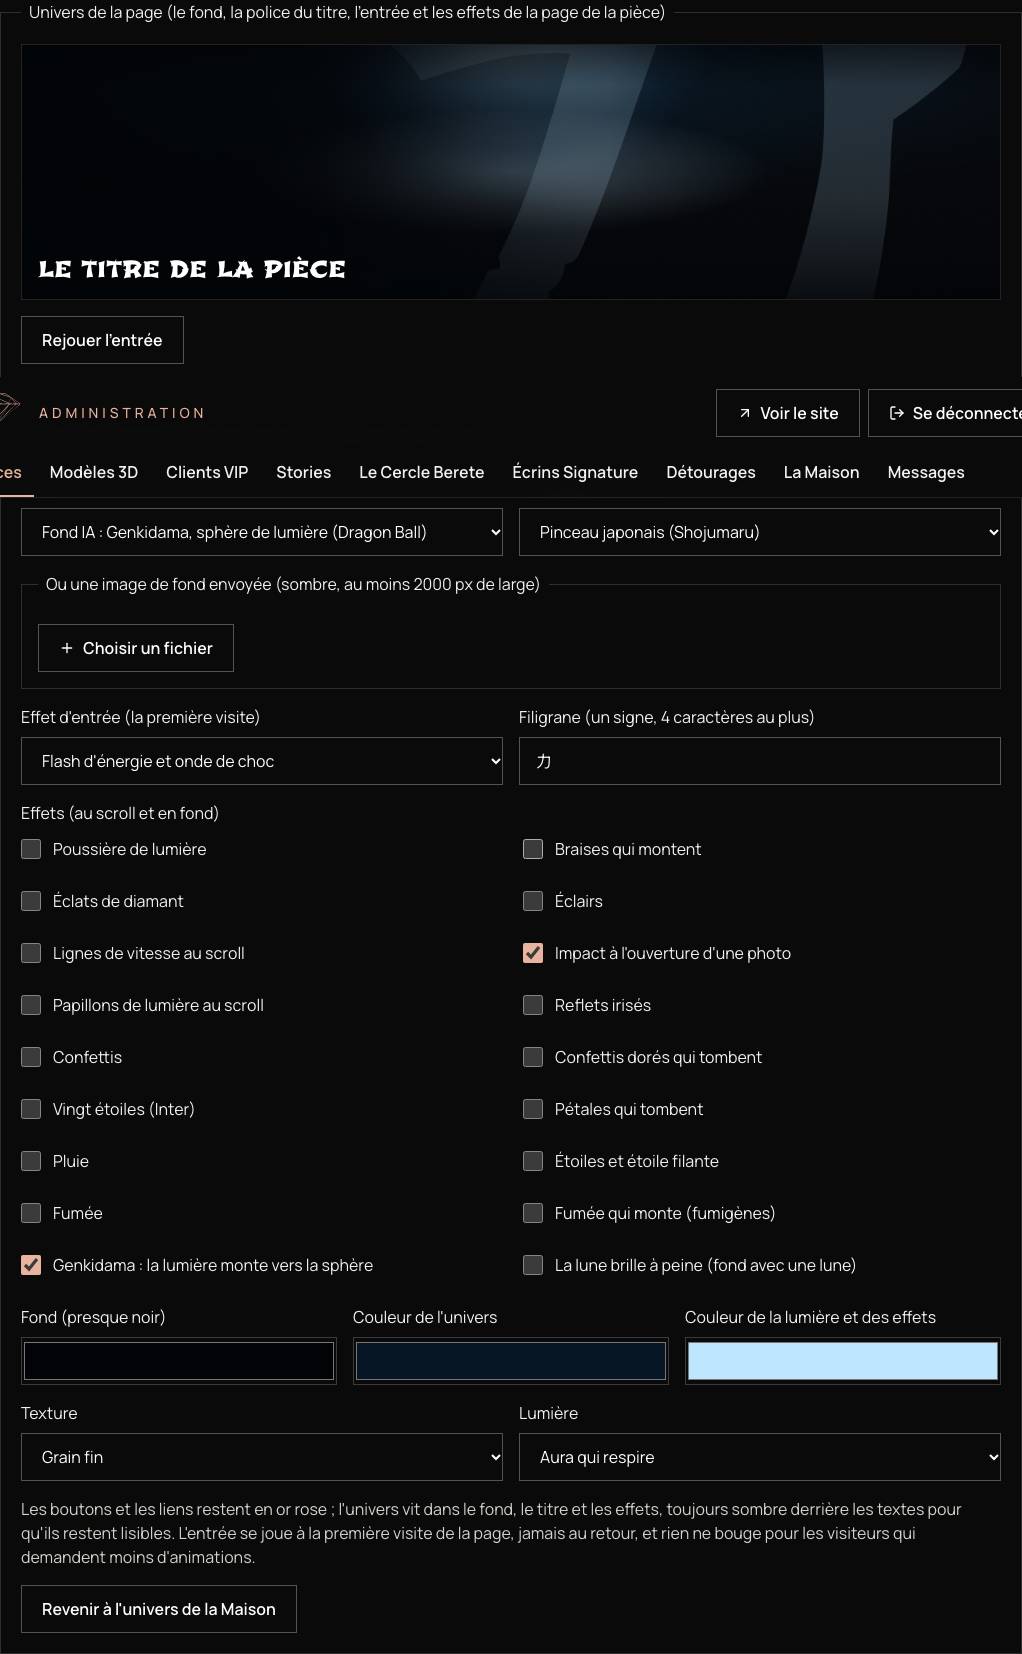 Univers de la page (le fond, la police du titre, l'entrée et les effets de la page de la pièce)
LE TITRE DE LA PIÈCE
Rejouer l'entrée
ADMINISTRATION
Voir le site
Se déconnecte
ces Modèles 3D Clients VIP Stories Le Cercle Berete Écrins Signature Détourages La Maison Messages
Fond IA : Genkidama, sphère de lumière (Dragon Ball)
Pinceau japonais (Shojumaru)
Ou une image de fond envoyée (sombre, au moins 2000 px de large)
+ Choisir un fichier
Effet d'entrée (la première visite)
Filigrane (un signe, 4 caractères au plus)
Flash d'énergie et onde de choc
力
Effets (au scroll et en fond)
Poussière de lumière
Braises qui montent
Éclats de diamant
Éclairs
Lignes de vitesse au scroll
Impact à l'ouverture d'une photo
Papillons de lumière au scroll
Reflets irisés
Confettis
Confettis dorés qui tombent
Vingt étoiles (Inter)
Pétales qui tombent
Pluie
Étoiles et étoile filante
Fumée
Fumée qui monte (fumigènes)
Genkidama : la lumière monte vers la sphère
La lune brille à peine (fond avec une lune)
Fond (presque noir)
Couleur de l'univers
Couleur de la lumière et des effets
Texture
Lumière
Grain fin
Aura qui respire
Les boutons et les liens restent en or rose ; l'univers vit dans le fond, le titre et les effets, toujours sombre derrière les textes pour
qu'ils restent lisibles. L'entrée se joue à la première visite de la page, jamais au retour, et rien ne bouge pour les visiteurs qui
demandent moins d'animations.
Revenir à l'univers de la Maison